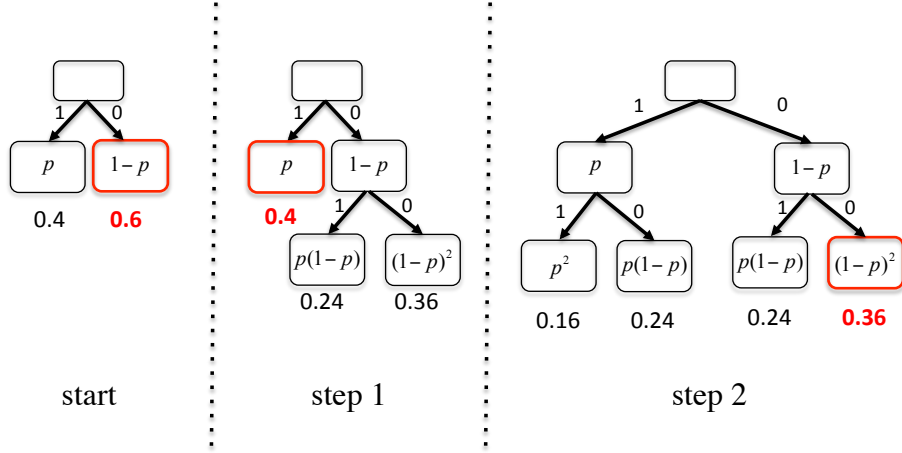 1 0
p 1−p
0.4 0.6
start
1 0
p 1−p
0.4 1 0
p(1−p) (1−p)²
0.24 0.36
step 1
1 0
p 1−p
1 0 1 0
p² p(1−p) p(1−p) (1−p)²
0.16 0.24 0.24 0.36
step 2